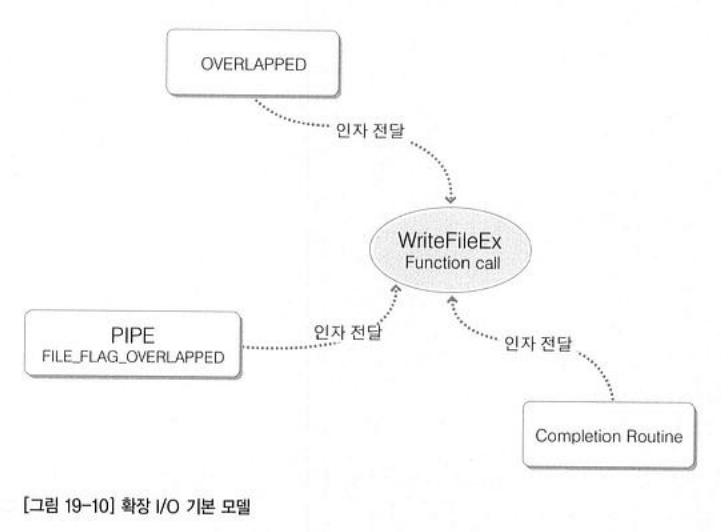 OVERLAPPED
인자 전달
WriteFileEx
Function call
PIPE
FILE_FLAG_OVERLAPPED
인자 전달
인자 전달
Completion Routine
[그림 19-10] 확장 I/O 기본 모델